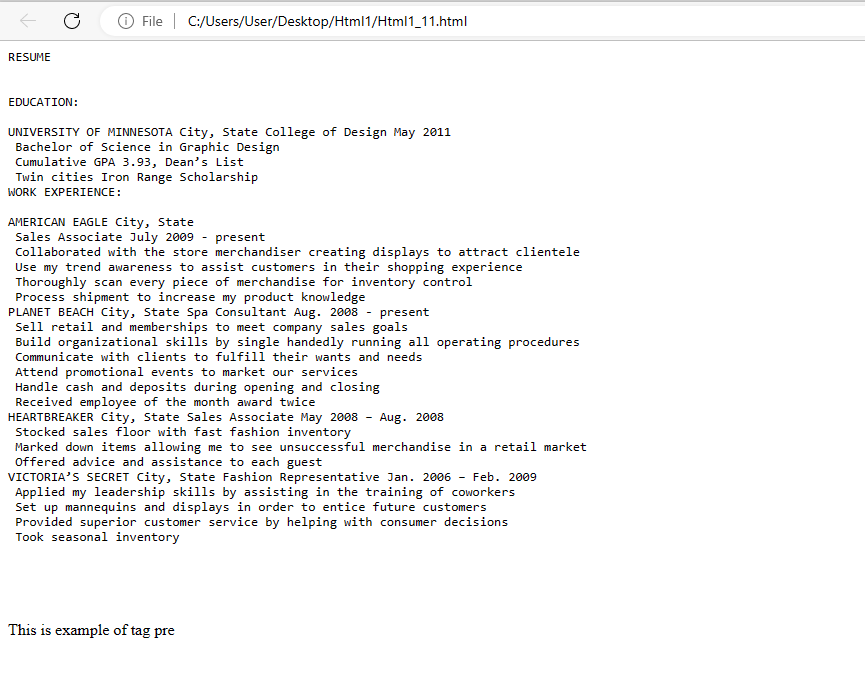 File
C:/Users/User/Desktop/Html1/Html1_11.html
RESUME
EDUCATION:
UNIVERSITY OF MINNESOTA City, State College of Design May 2011
Bachelor of Science in Graphic Design
Cumulative GPA 3.93, Dean’s List
Twin cities Iron Range Scholarship
WORK EXPERIENCE:
AMERICAN EAGLE City, State
Sales Associate July 2009 - present
Collaborated with the store merchandiser creating displays to attract clientele
Use my trend awareness to assist customers in their shopping experience
Thoroughly scan every piece of merchandise for inventory control
Process shipment to increase my product knowledge
PLANET BEACH City, State Spa Consultant Aug. 2008 - present
Sell retail and memberships to meet company sales goals
Build organizational skills by single handedly running all operating procedures
Communicate with clients to fulfill their wants and needs
Attend promotional events to market our services
Handle cash and deposits during opening and closing
Received employee of the month award twice
HEARTBREAKER City, State Sales Associate May 2008 – Aug. 2008
Stocked sales floor with fast fashion inventory
Marked down items allowing me to see unsuccessful merchandise in a retail market
Offered advice and assistance to each guest
VICTORIA’S SECRET City, State Fashion Representative Jan. 2006 – Feb. 2009
Applied my leadership skills by assisting in the training of coworkers
Set up mannequins and displays in order to entice future customers
Provided superior customer service by helping with consumer decisions
Took seasonal inventory
This is example of tag pre